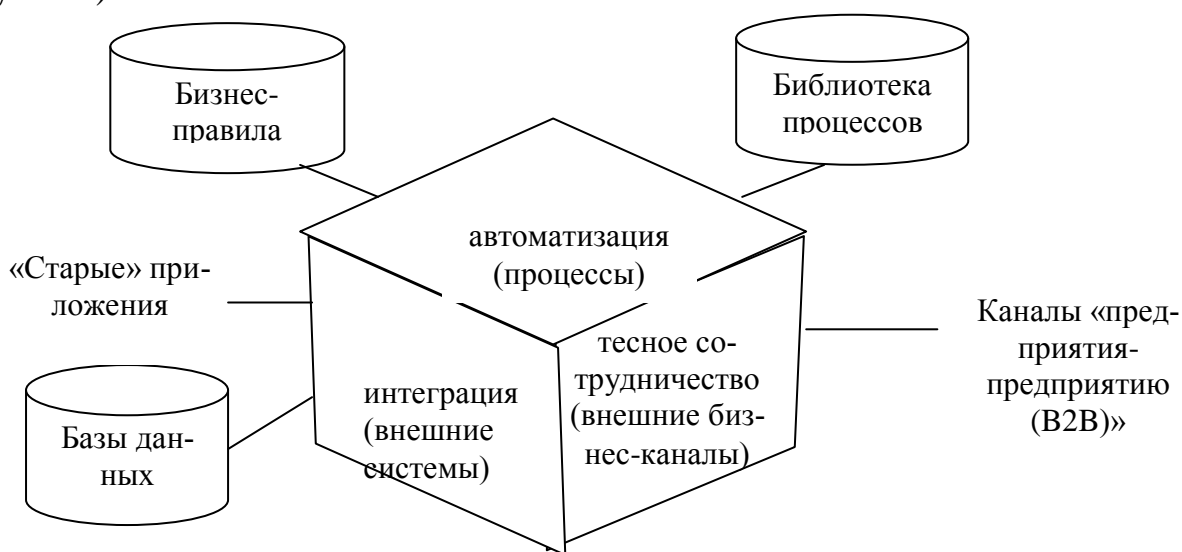 Бизнес-
правила
Библиотека
процессов
автоматизация
(процессы)
«Старые» при-
ложения
Каналы «пред-
приятия-
предприятию
(B2B)»
тесное со-
трудничество
(внешние биз-
нес-каналы)
интеграция
(внешние
системы)
Базы дан-
ных